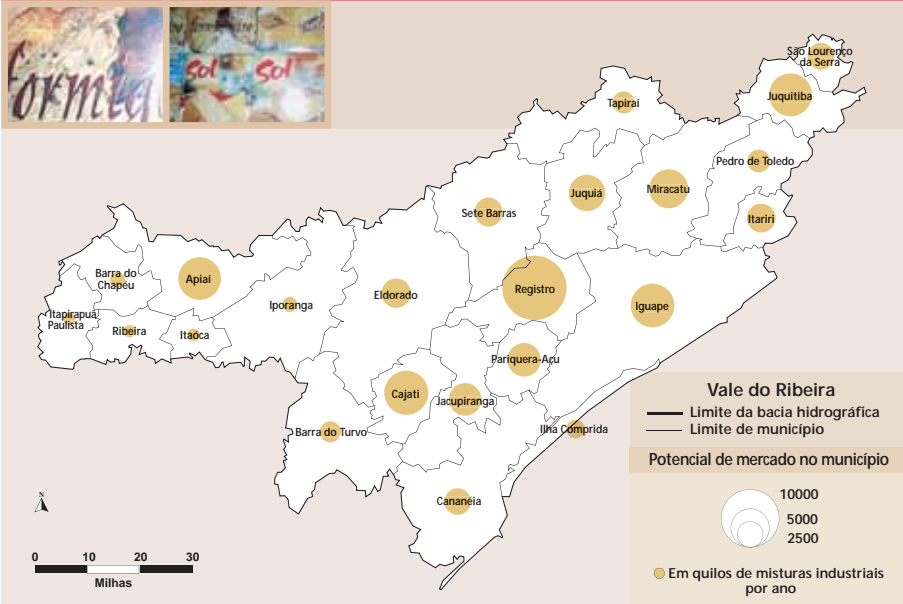 formig
Sol Sol
São Lourenço
da Serra
Juquitiba
Tapiraí
Pedro de Toledo
Juquiá
Miracatu
Sete Barras
Itariri
Barra do
Chapéu
Apiaí
Registro
Eldorado
Iporanga
Iguape
Itapirapuã
Paulista
Ribeira
Itaóca
Pariquera-Açu
Cajati
Jacupiranga
Barra do Turvo
Ilha Comprida
Cananéia
N
0 10 20 30
Milhas
Vale do Ribeira
Limite da bacia hidrográfica
Limite de município
Potencial de mercado no município
10000
5000
2500
Em quilos de misturas industriais
por ano